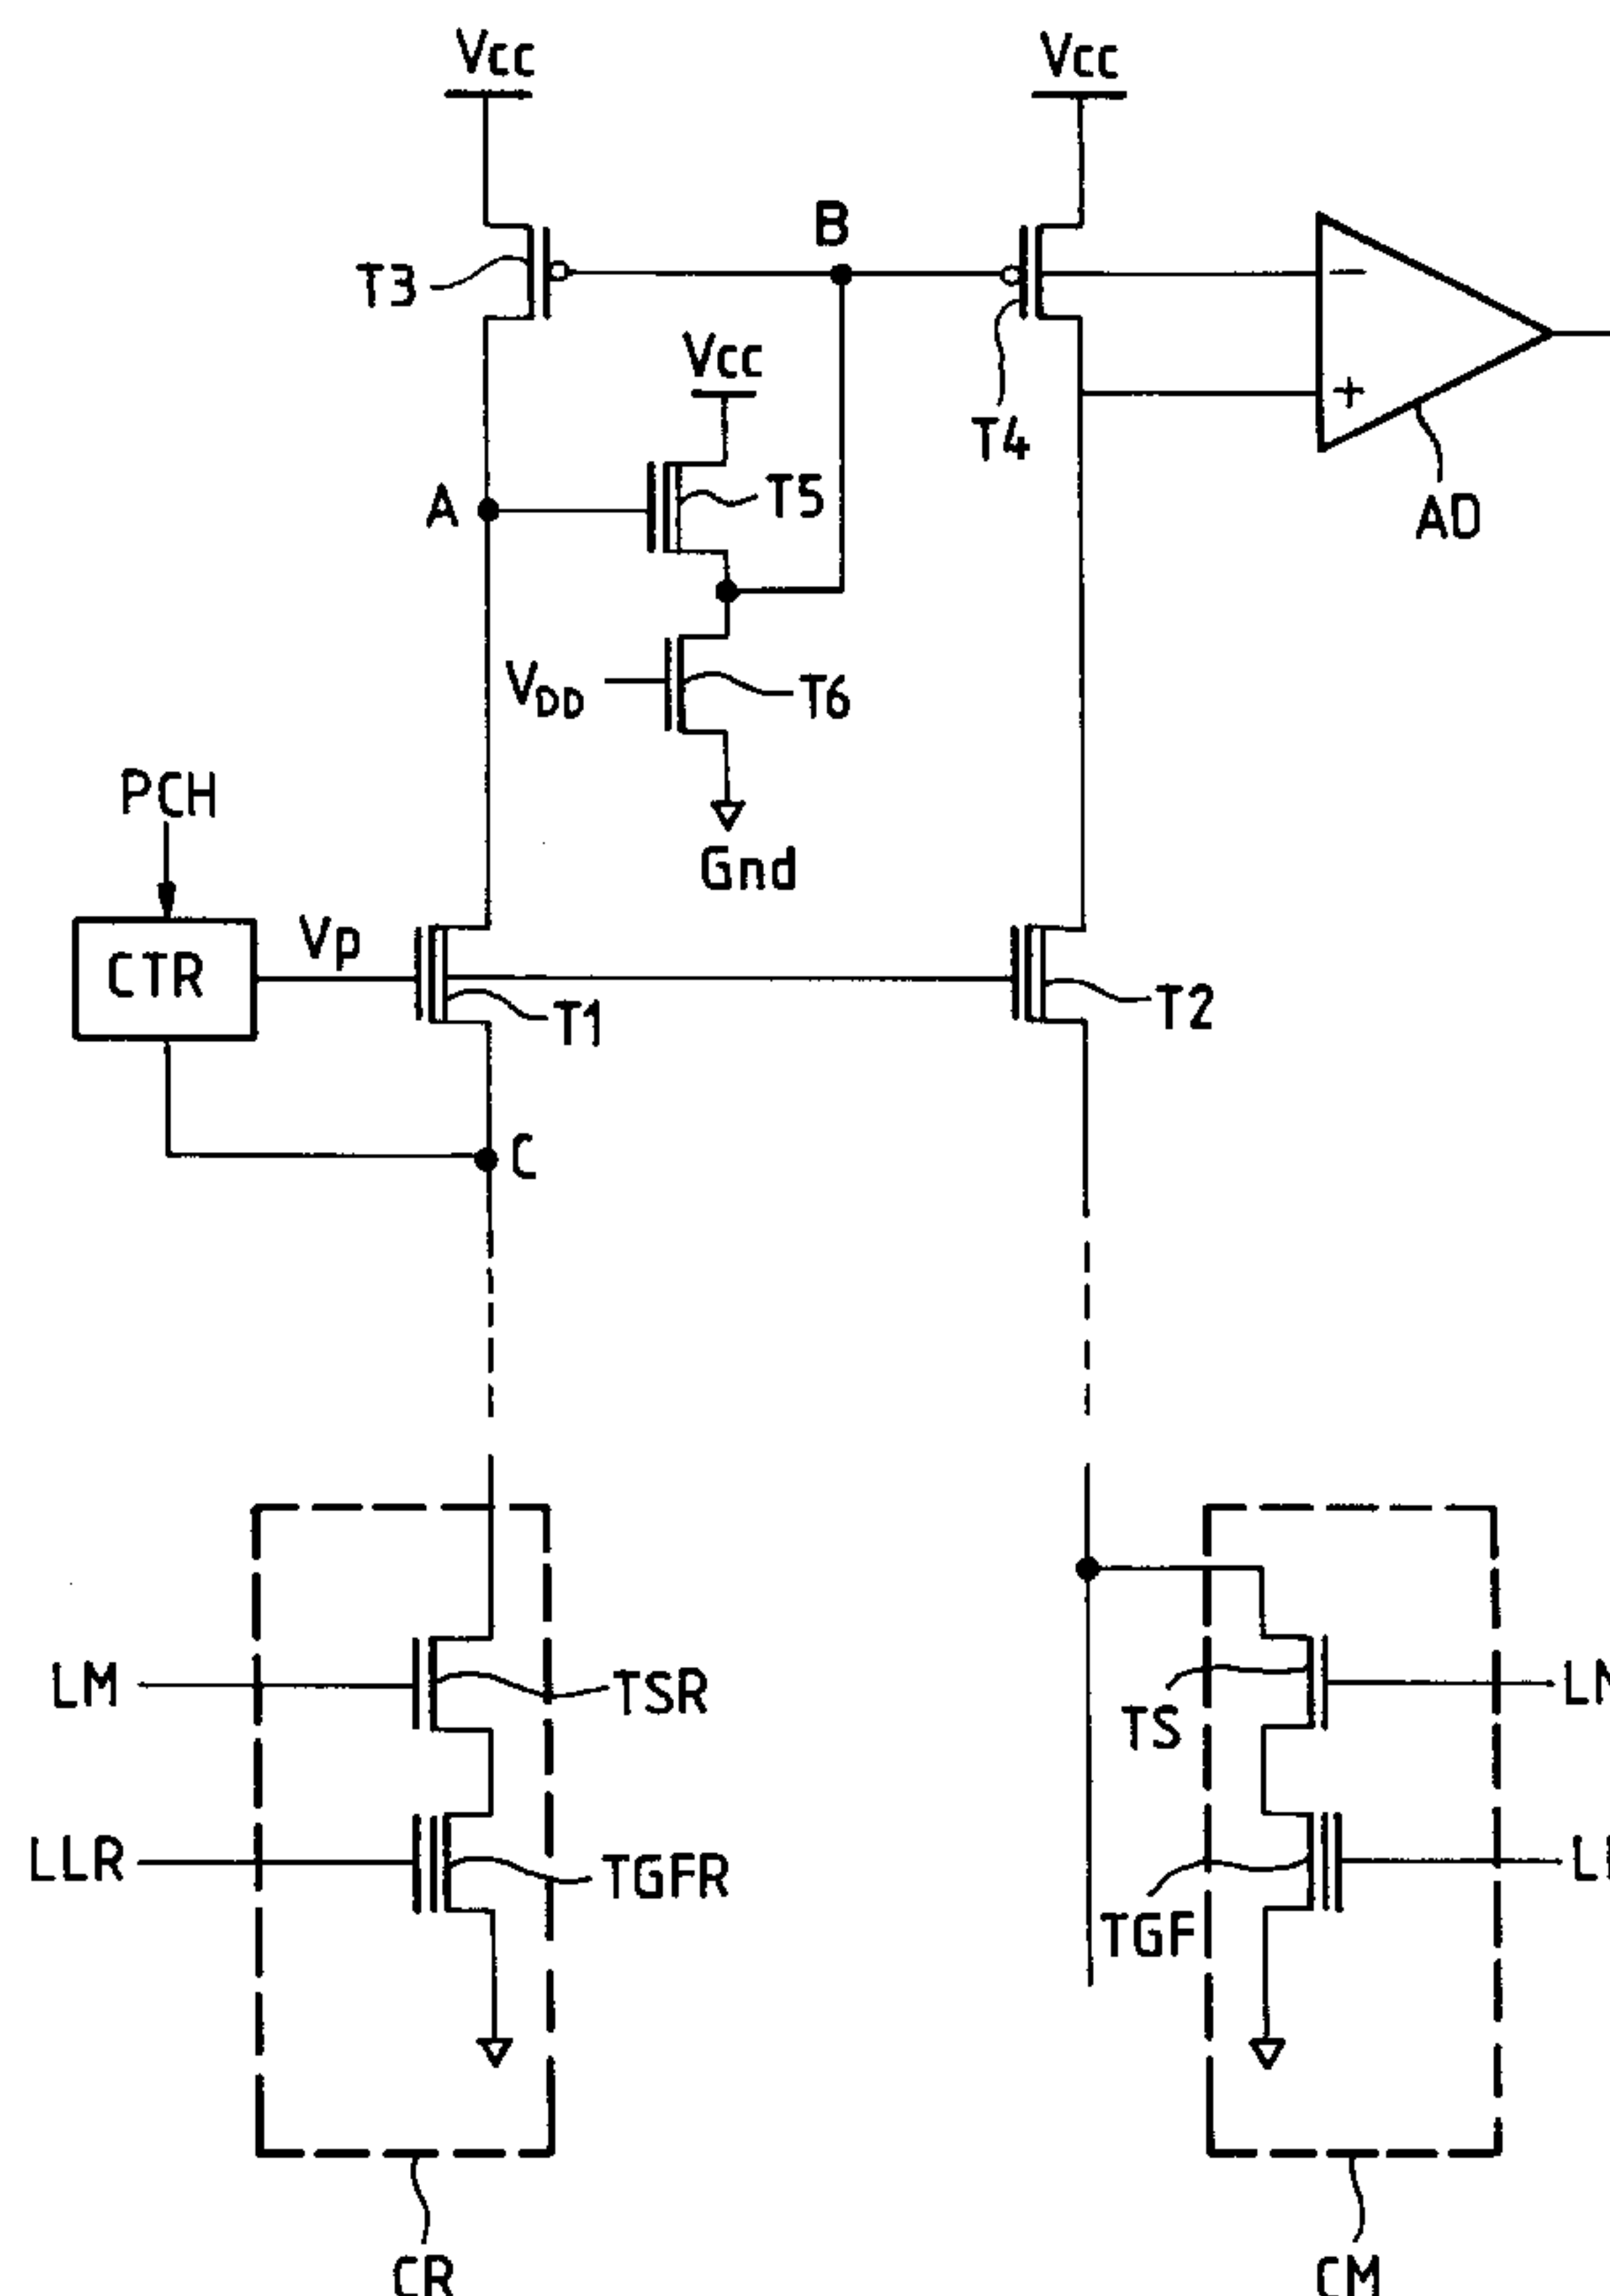 Vcc
Vcc
B
T3
Vcc
T4
−
+
A
T5
AD
VDD
T6
PCH
Gnd
Vp
CTR
T1
T2
C
LM
TSR
TS
LLR
TGFR
TGF
CR
CM